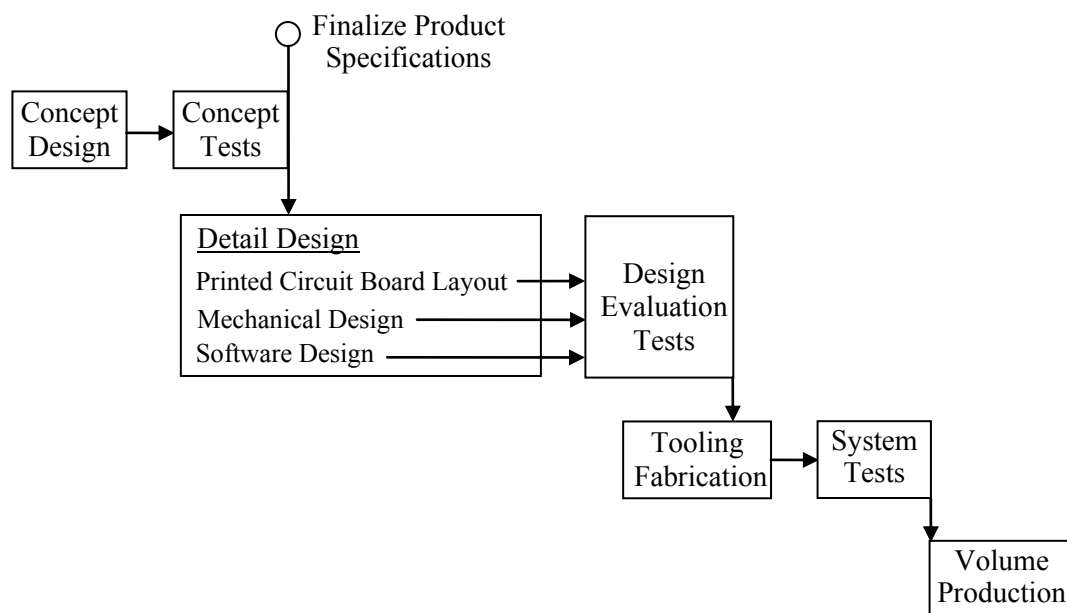 Finalize Product
Specifications
Concept
Design
Concept
Tests
Detail Design
Printed Circuit Board Layout
Mechanical Design
Software Design
Design
Evaluation
Tests
Tooling
Fabrication
System
Tests
Volume
Production